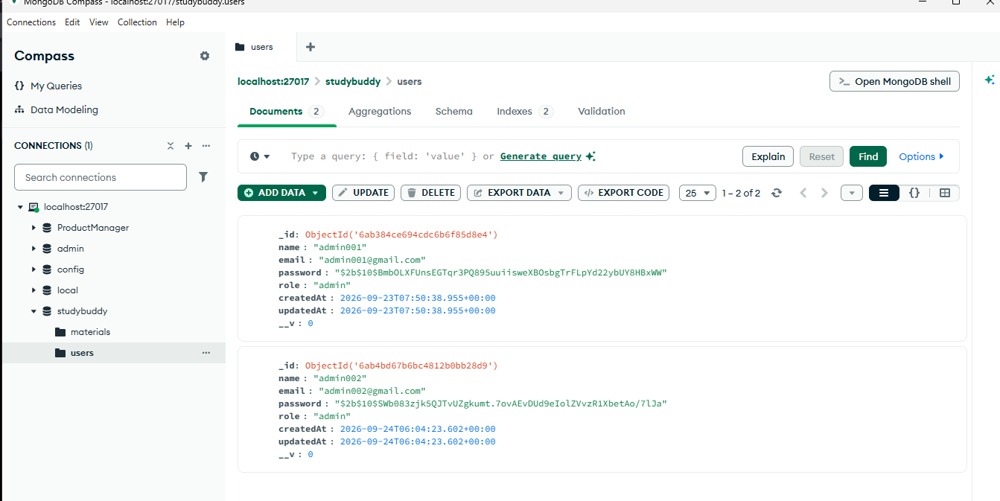 MongoDB Compass - localhost:27017/studybuddy.users
Connections Edit View Collection Help
Compass
My Queries
Data Modeling
CONNECTIONS (1)
Search connections
localhost:27017
ProductManager
admin
config
local
studybuddy
materials
users
users
localhost:27017 > studybuddy > users
>_ Open MongoDB shell
Documents 2 Aggregations Schema Indexes 2 Validation
Type a query: { field: 'value' } or Generate query
Explain Reset Find Options
ADD DATA UPDATE DELETE EXPORT DATA EXPORT CODE 25 1 – 2 of 2
_id: ObjectId('6ab384ce694cdc6b6f85d8e4')
name : "admin001"
email : "admin001@gmail.com"
password : "$2b$10$BmbOLXFUnsEGTqr3PQ895uuiisweXBOsbgTrFLpYd22ybUY8HBxWW"
role : "admin"
createdAt : 2026-09-23T07:50:38.955+00:00
updatedAt : 2026-09-23T07:50:38.955+00:00
__v : 0
_id: ObjectId('6ab4bd67b6bc4812b0bb28d9')
name : "admin002"
email : "admin002@gmail.com"
password : "$2b$10$SWb083zjk5QJTvUZgkumt.7ovAEvDUd9eIolZVvzR1XbetAo/7lJa"
role : "admin"
createdAt : 2026-09-24T06:04:23.602+00:00
updatedAt : 2026-09-24T06:04:23.602+00:00
__v : 0